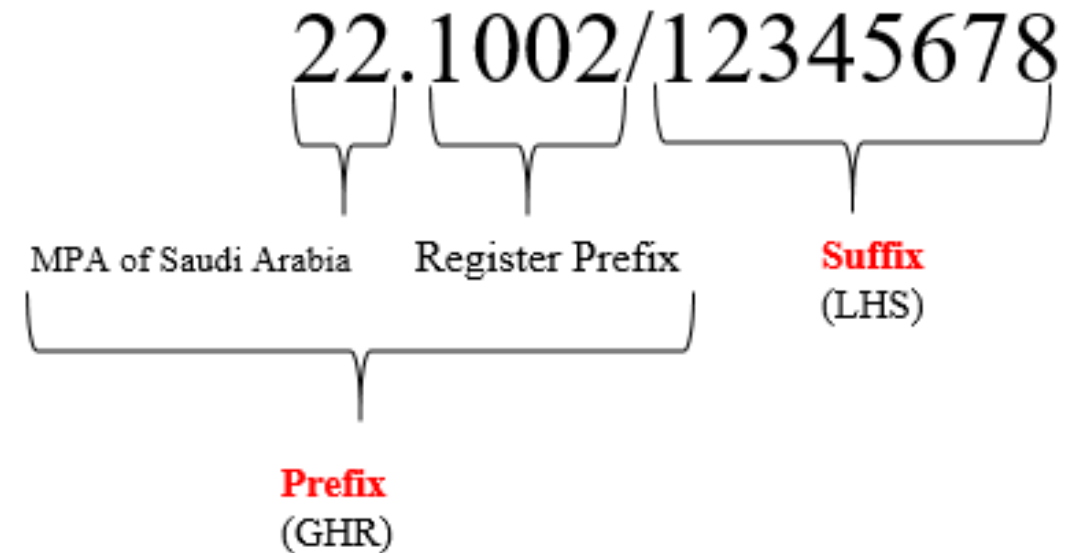 22.1002/12345678
MPA of Saudi Arabia
Register Prefix
Suffix
(LHS)
Prefix
(GHR)